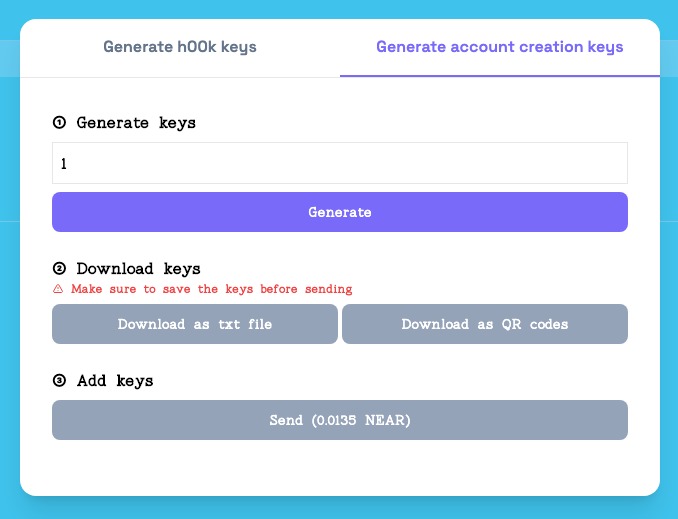 Generate h00k keys
Generate account creation keys
① Generate keys
1
Generate
② Download keys
⚠ Make sure to save the keys before sending
Download as txt file
Download as QR codes
③ Add keys
Send (0.0135 NEAR)